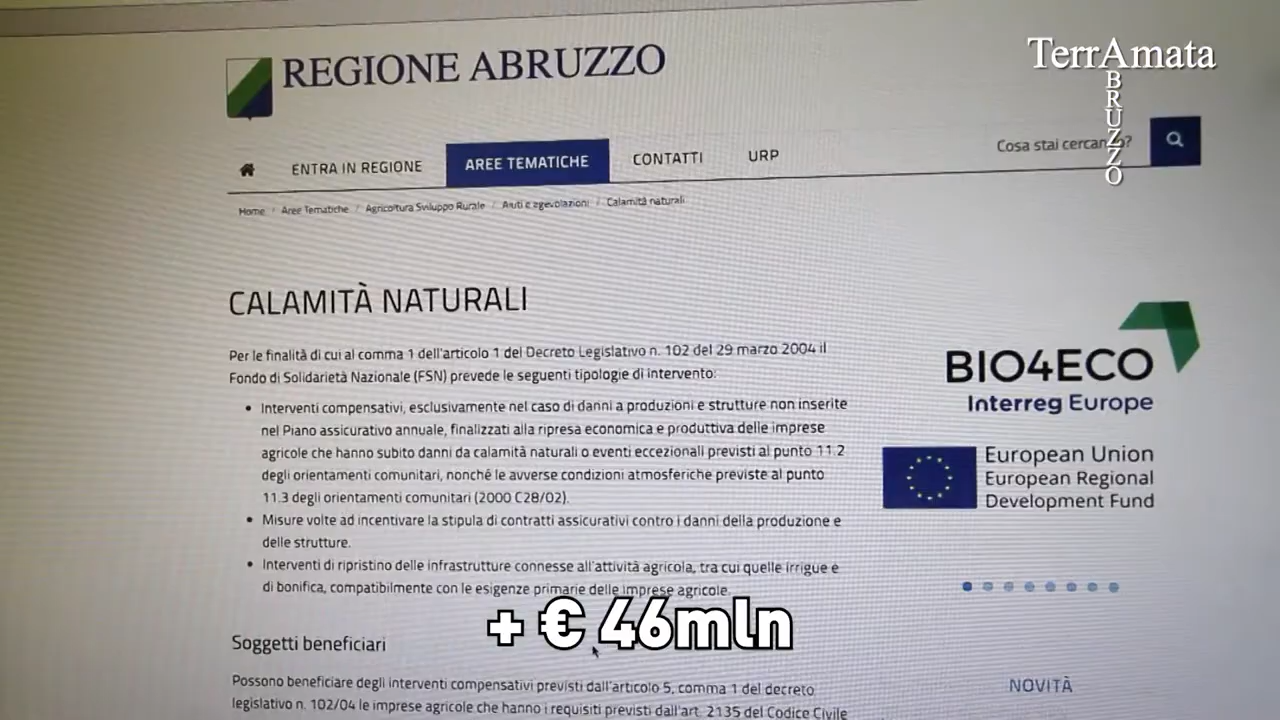 REGIONE ABRUZZO
TerrAmata
ABRUZZO
ENTRA IN REGIONE
AREE TEMATICHE
CONTATTI
URP
Cosa stai cercando?
Home / Aree Tematiche / Agricoltura Sviluppo Rurale / Aiuti e agevolazioni / Calamità naturali
CALAMITÀ NATURALI
Per le finalità di cui al comma 1 dell'articolo 1 del Decreto Legislativo n. 102 del 29 marzo 2004 il
Fondo di Solidarietà Nazionale (FSN) prevede le seguenti tipologie di intervento:
• Interventi compensativi, esclusivamente nel caso di danni a produzioni e strutture non inserite
nel Piano assicurativo annuale, finalizzati alla ripresa economica e produttiva delle imprese
agricole che hanno subito danni da calamità naturali o eventi eccezionali previsti al punto 11.2
degli orientamenti comunitari, nonché le avverse condizioni atmosferiche previste al punto
11.3 degli orientamenti comunitari (2000 C28/02).
• Misure volte ad incentivare la stipula di contratti assicurativi contro i danni della produzione e
delle strutture.
• Interventi di ripristino delle infrastrutture connesse all'attività agricola, tra cui quelle irrigue e
di bonifica, compatibilmente con le esigenze primarie delle imprese agricole.
BIO4ECO
Interreg Europe
European Union
European Regional
Development Fund
+ € 46mln
Soggetti beneficiari
Possono beneficiare degli interventi compensativi previsti dall'articolo 5, comma 1 del decreto
legislativo n. 102/04 le imprese agricole che hanno i requisiti previsti dall'art. 2135 del Codice Civile
NOVITÀ